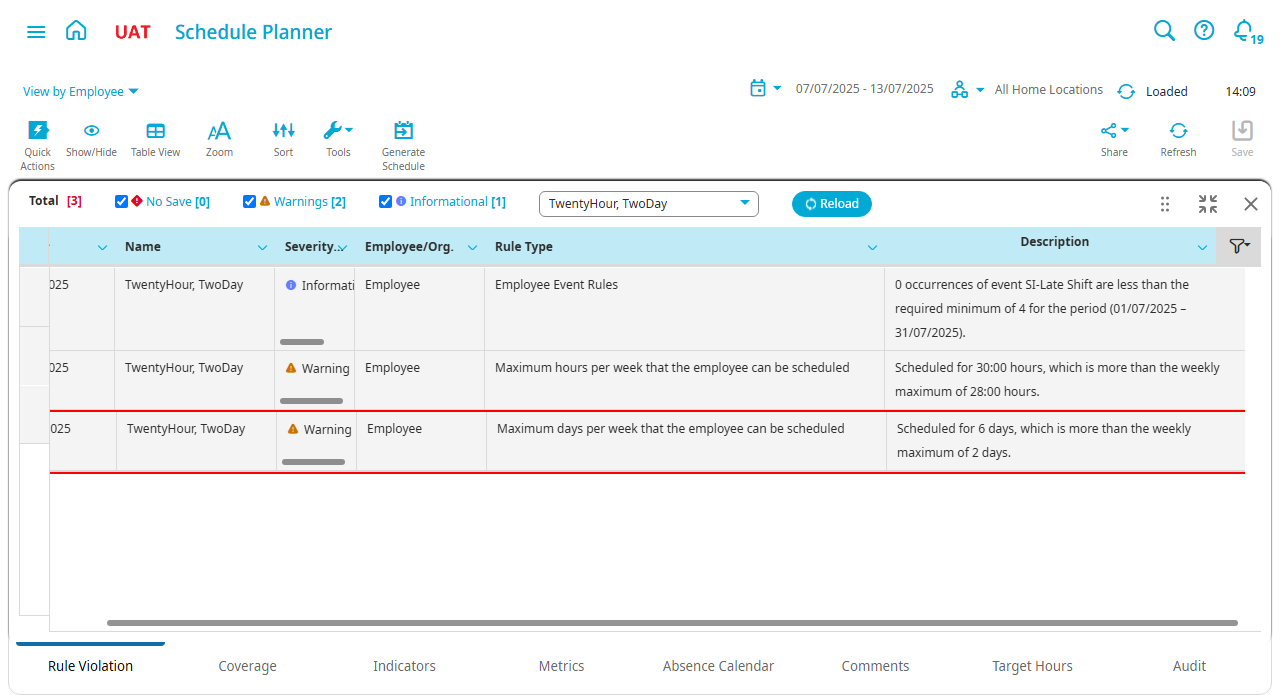 UAT Schedule Planner 19
View by Employee 07/07/2025 - 13/07/2025 All Home Locations Loaded 14:09
Quick Actions
Show/Hide
Table View
Zoom
Sort
Tools
Generate Schedule
Share
Refresh
Save
Total [3] No Save [0] Warnings [2] Informational [1] TwentyHour, TwoDay Reload
Name Severity... Employee/Org. Rule Type Description
025 TwentyHour, TwoDay Informati Employee Employee Event Rules 0 occurrences of event SI-Late Shift are less than the
required minimum of 4 for the period (01/07/2025 –
31/07/2025).
025 TwentyHour, TwoDay Warning Employee Maximum hours per week that the employee can be scheduled Scheduled for 30:00 hours, which is more than the weekly
maximum of 28:00 hours.
025 TwentyHour, TwoDay Warning Employee Maximum days per week that the employee can be scheduled Scheduled for 6 days, which is more than the weekly
maximum of 2 days.
Rule Violation Coverage Indicators Metrics Absence Calendar Comments Target Hours Audit